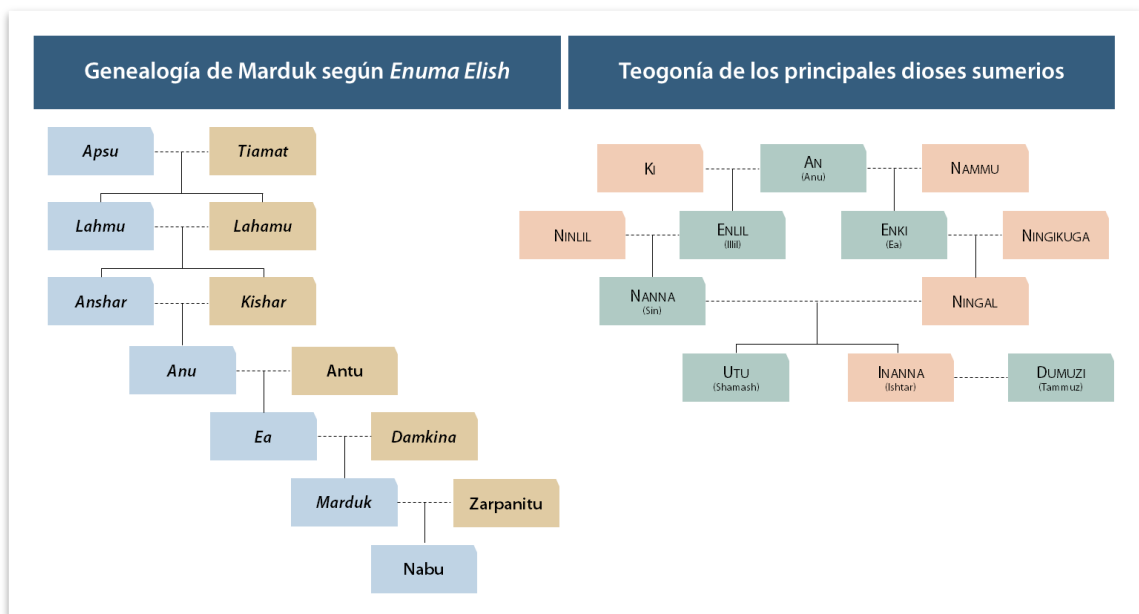 Genealogía de Marduk según Enuma Elish
Apsu
Tiamat
Lahmu
Lahamu
Anshar
Kishar
Anu
Antu
Ea
Damkina
Marduk
Zarpanitu
Nabu
Teogonía de los principales dioses sumerios
KI
AN
(Anu)
NAMMU
NINLIL
ENLIL
(Illil)
ENKI
(Ea)
NINGIKUGA
NANNA
(Sin)
NINGAL
UTU
(Shamash)
INANNA
(Ishtar)
DUMUZI
(Tammuz)